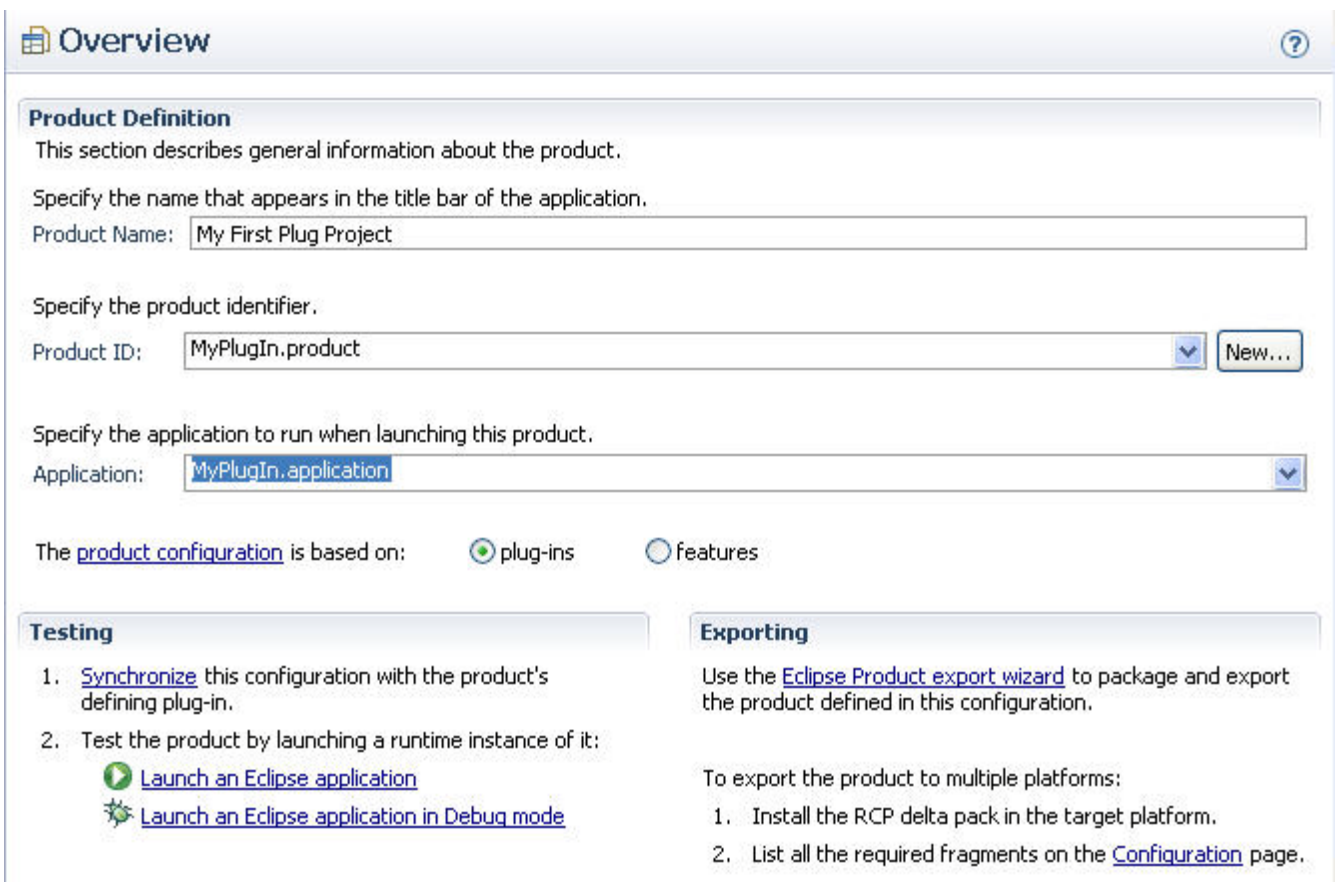 Overview
Product Definition
This section describes general information about the product.
Specify the name that appears in the title bar of the application.
Product Name: My First Plug Project
Specify the product identifier.
Product ID: MyPlugIn.product New...
Specify the application to run when launching this product.
Application: MyPlugIn.application
The product configuration is based on: plug-ins features
Testing
1. Synchronize this configuration with the product's
defining plug-in.
2. Test the product by launching a runtime instance of it:
Launch an Eclipse application
Launch an Eclipse application in Debug mode
Exporting
Use the Eclipse Product export wizard to package and export
the product defined in this configuration.
To export the product to multiple platforms:
1. Install the RCP delta pack in the target platform.
2. List all the required fragments on the Configuration page.